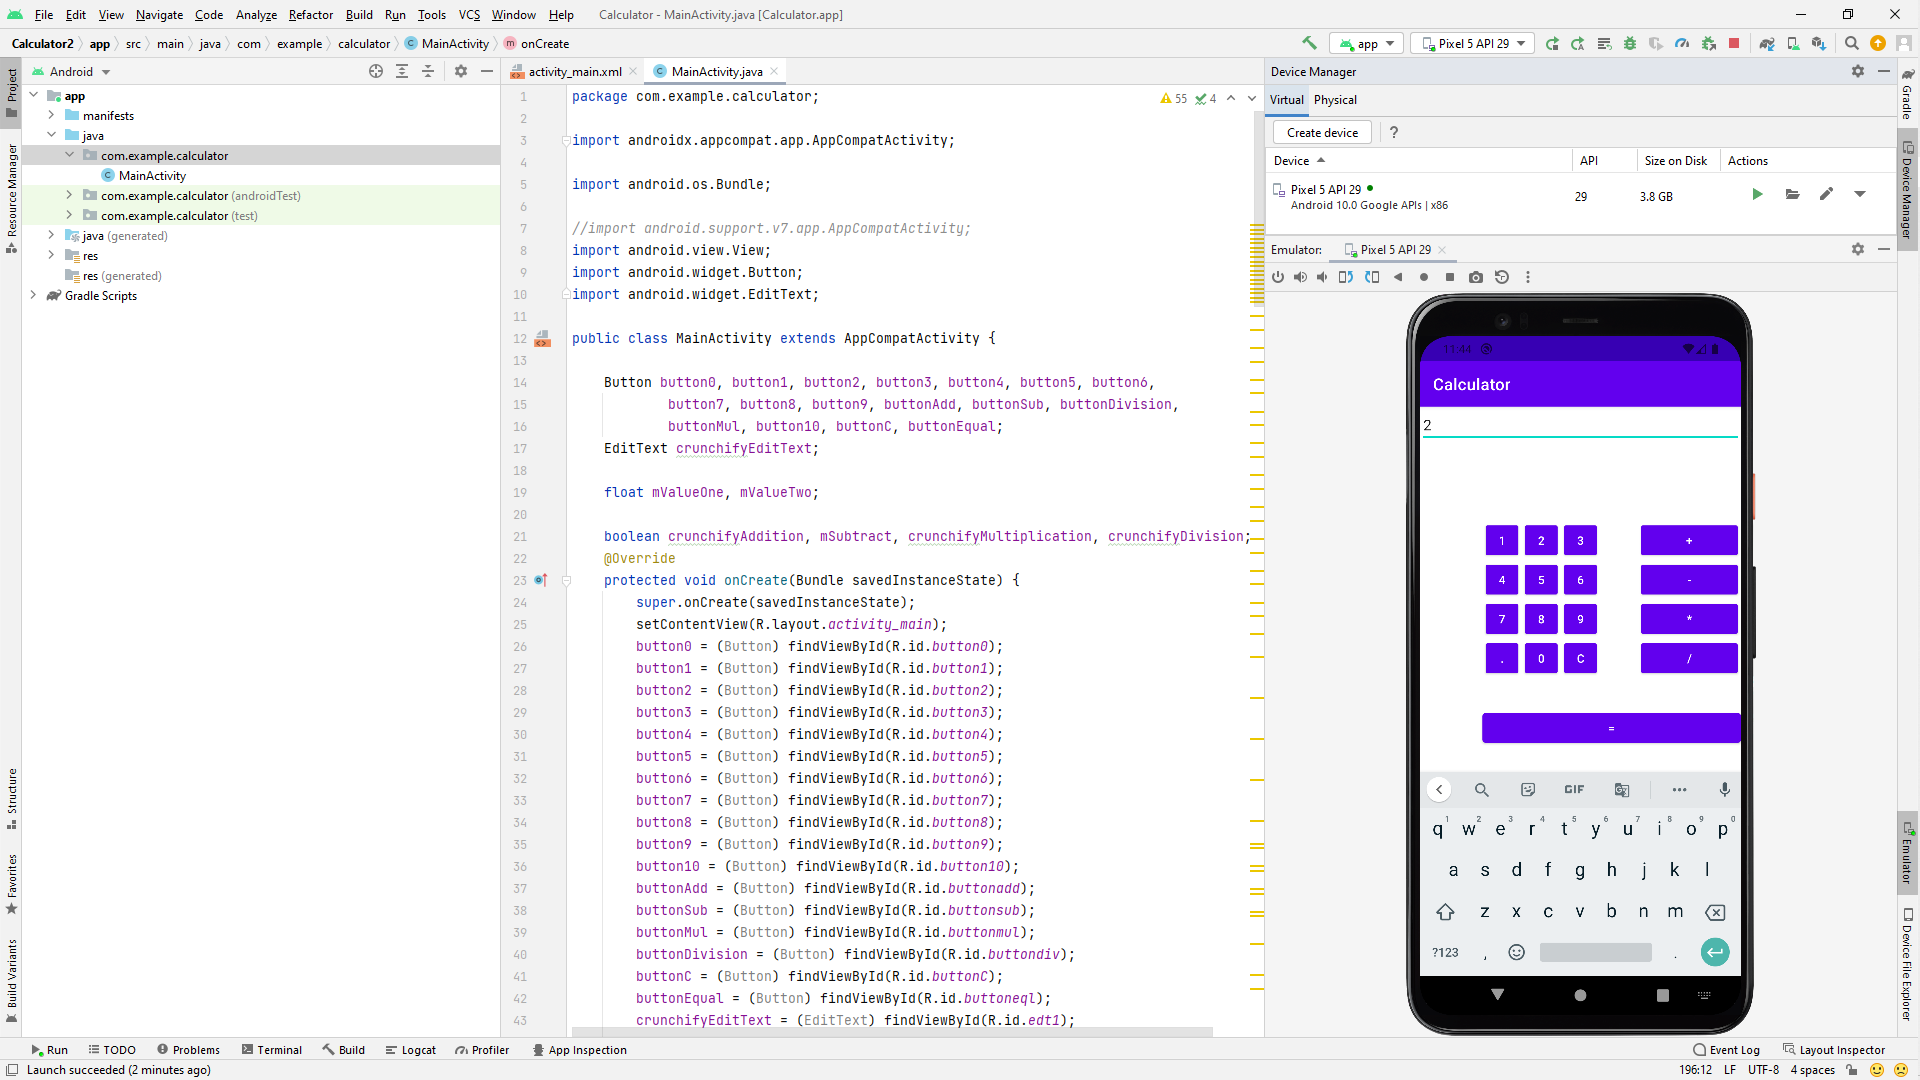 File Edit View Navigate Code Analyze Refactor Build Run Tools VCS Window Help Calculator - MainActivity.java [Calculator.app]
Calculator2 app src main java com example calculator MainActivity onCreate
app Pixel 5 API 29
Project
Resource Manager
Structure
Favorites
Build Variants
Android
app
manifests
java
com.example.calculator
MainActivity
com.example.calculator (androidTest)
com.example.calculator (test)
java (generated)
res
res (generated)
Gradle Scripts
activity_main.xml MainActivity.java
55 4
1 package com.example.calculator;
2
3 import androidx.appcompat.app.AppCompatActivity;
4
5 import android.os.Bundle;
6
7 //import android.support.v7.app.AppCompatActivity;
8 import android.view.View;
9 import android.widget.Button;
10 import android.widget.EditText;
11
12 public class MainActivity extends AppCompatActivity {
13
14 Button button0, button1, button2, button3, button4, button5, button6,
15 button7, button8, button9, buttonAdd, buttonSub, buttonDivision,
16 buttonMul, button10, buttonC, buttonEqual;
17 EditText crunchifyEditText;
18
19 float mValueOne, mValueTwo;
20
21 boolean crunchifyAddition, mSubtract, crunchifyMultiplication, crunchifyDivision;
22 @Override
23 protected void onCreate(Bundle savedInstanceState) {
24 super.onCreate(savedInstanceState);
25 setContentView(R.layout.activity_main);
26 button0 = (Button) findViewById(R.id.button0);
27 button1 = (Button) findViewById(R.id.button1);
28 button2 = (Button) findViewById(R.id.button2);
29 button3 = (Button) findViewById(R.id.button3);
30 button4 = (Button) findViewById(R.id.button4);
31 button5 = (Button) findViewById(R.id.button5);
32 button6 = (Button) findViewById(R.id.button6);
33 button7 = (Button) findViewById(R.id.button7);
34 button8 = (Button) findViewById(R.id.button8);
35 button9 = (Button) findViewById(R.id.button9);
36 button10 = (Button) findViewById(R.id.button10);
37 buttonAdd = (Button) findViewById(R.id.buttonadd);
38 buttonSub = (Button) findViewById(R.id.buttonsub);
39 buttonMul = (Button) findViewById(R.id.buttonmul);
40 buttonDivision = (Button) findViewById(R.id.buttondiv);
41 buttonC = (Button) findViewById(R.id.buttonC);
42 buttonEqual = (Button) findViewById(R.id.buttoneql);
43 crunchifyEditText = (EditText) findViewById(R.id.edt1);
Device Manager
Virtual Physical
Create device ?
Device API Size on Disk Actions
Pixel 5 API 29
Android 10.0 Google APIs | x86
29 3.8 GB
Emulator: Pixel 5 API 29
11:44
Calculator
2
1 2 3 +
4 5 6 -
7 8 9 *
. 0 C /
=
GIF
q1 w2 e3 r4 t5 y6 u7 i8 o9 p0
a s d f g h j k l
z x c v b n m
?123 , .
Gradle
Device Manager
Emulator
Device File Explorer
Run TODO Problems Terminal Build Logcat Profiler App Inspection Event Log Layout Inspector
Launch succeeded (2 minutes ago) 196:12 LF UTF-8 4 spaces